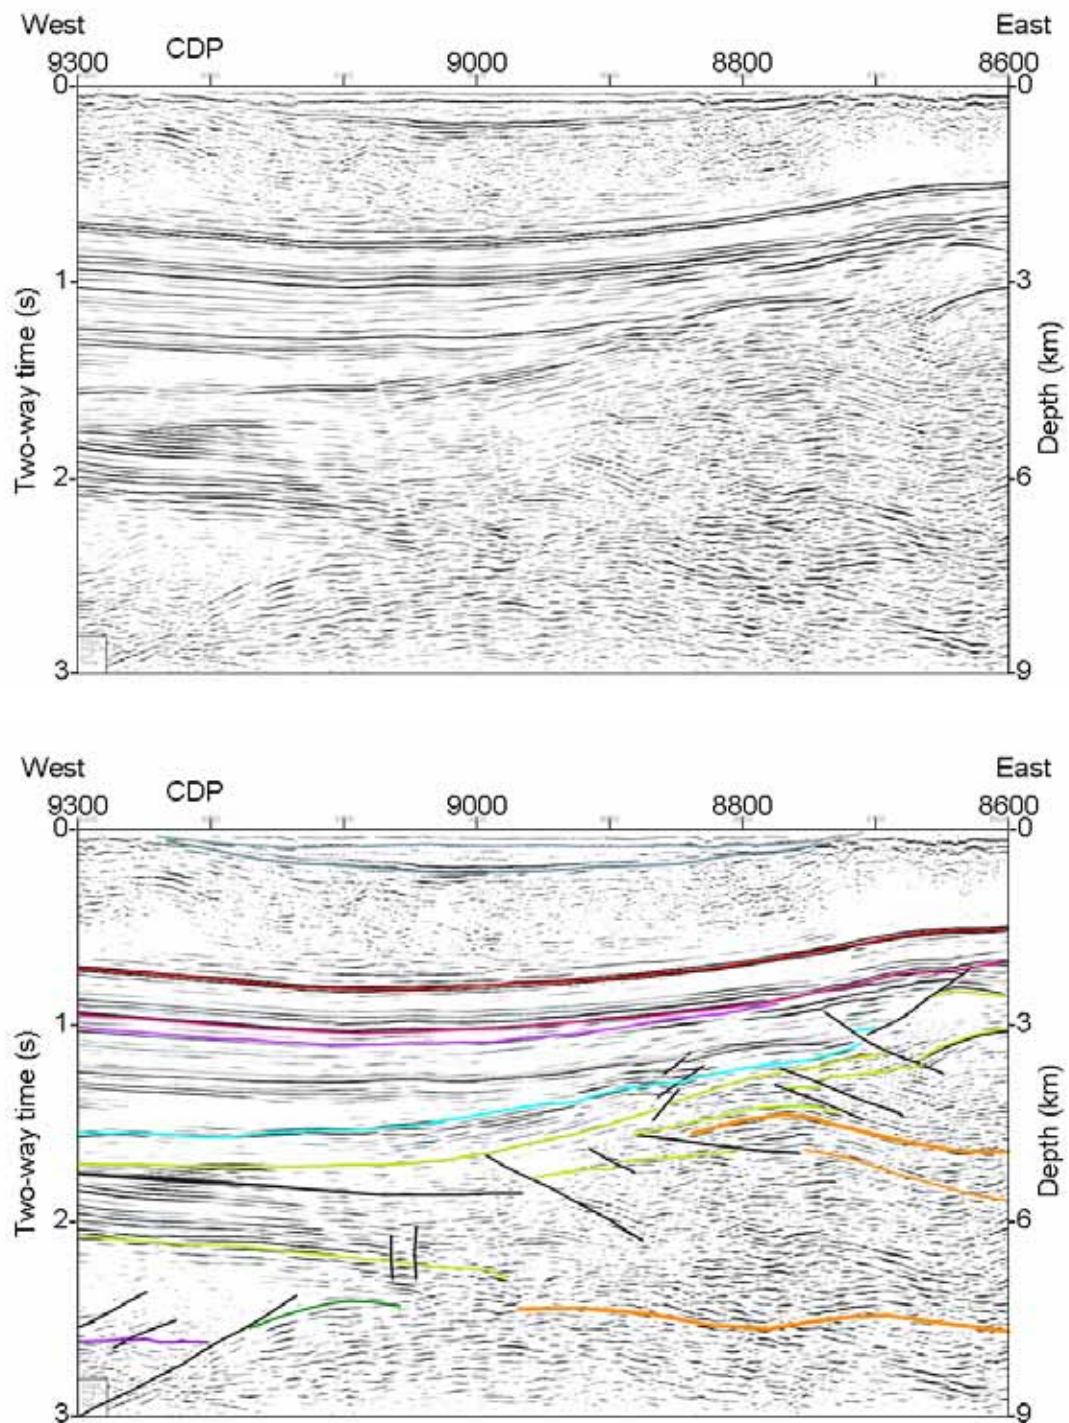 West East
9300 CDP 9000 8800 8600
0 0
1 3
2 6
3 9
Two-way time (s)
Depth (km)
West East
9300 CDP 9000 8800 8600
0 0
1 3
2 6
3 9
Two-way time (s)
Depth (km)